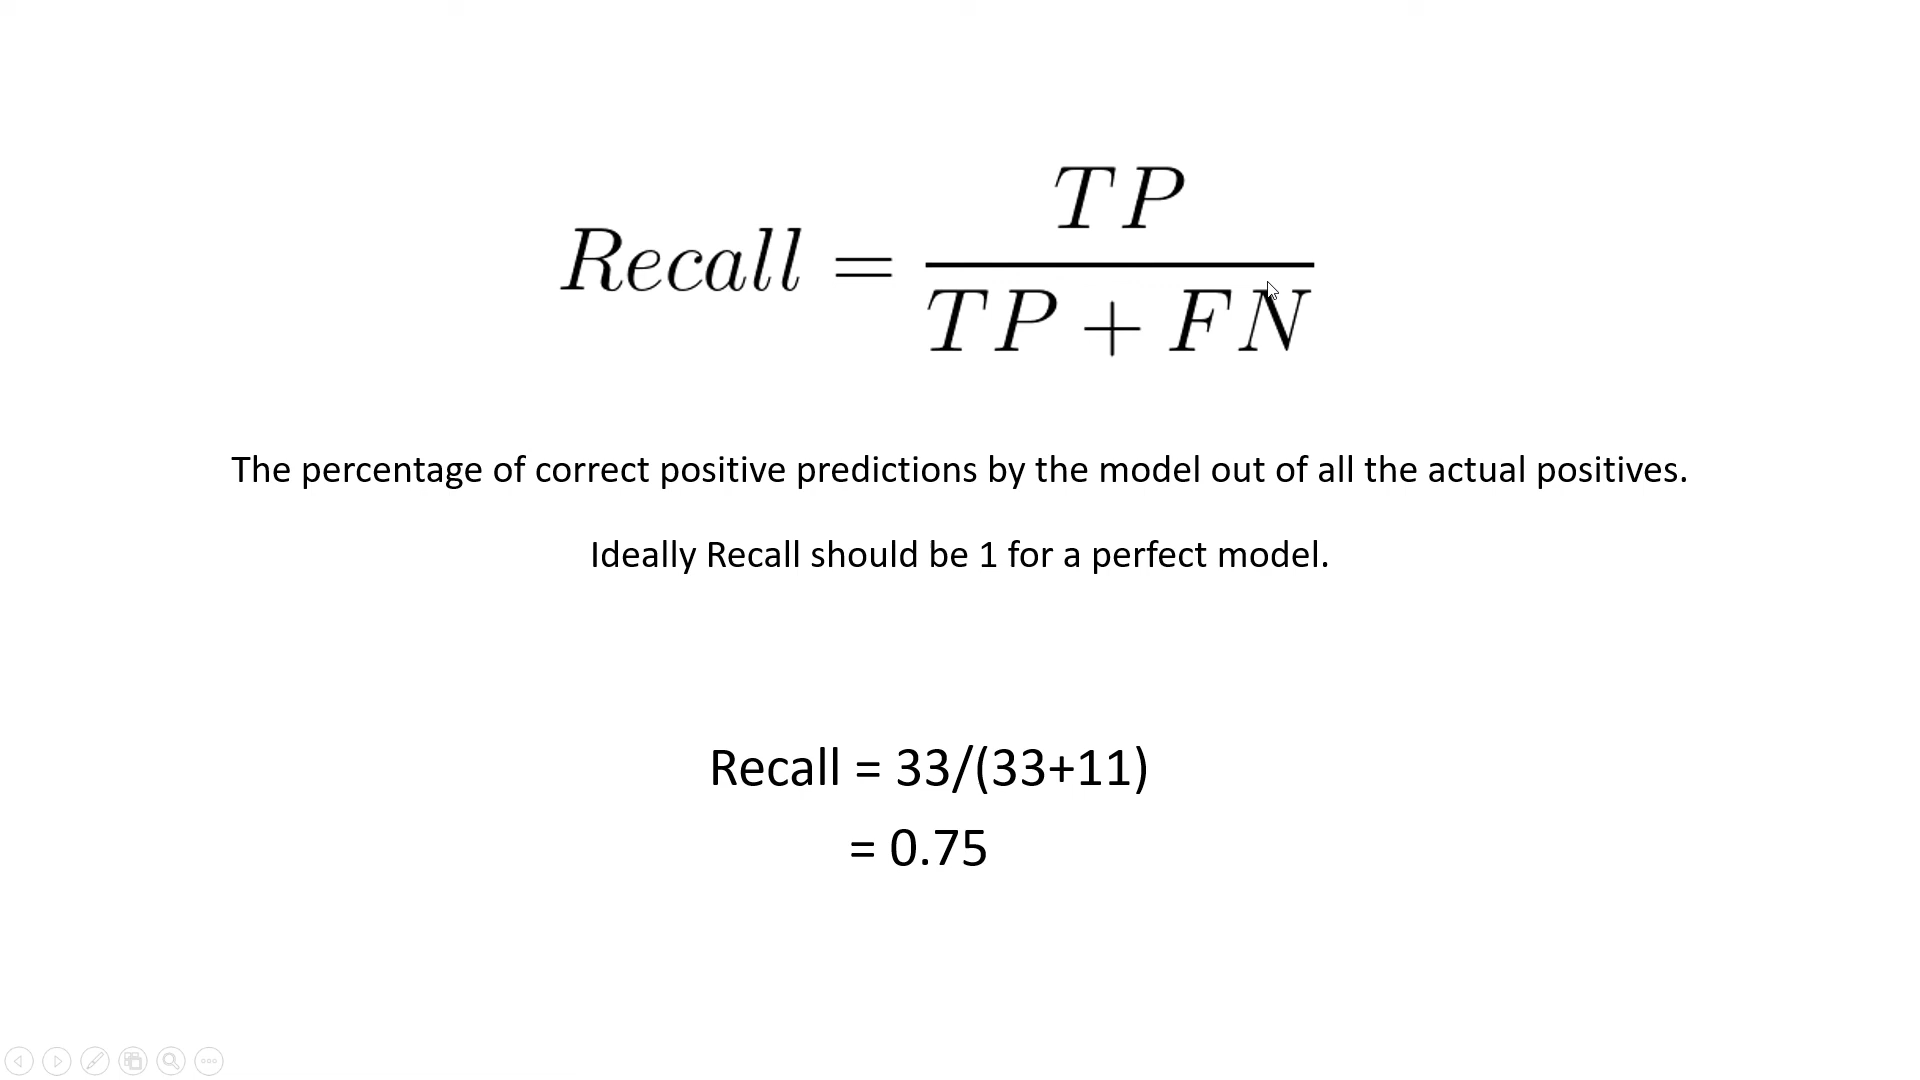 Recall = TP / TP + FN
The percentage of correct positive predictions by the model out of all the actual positives.
Ideally Recall should be 1 for a perfect model.
Recall = 33/(33+11)
= 0.75